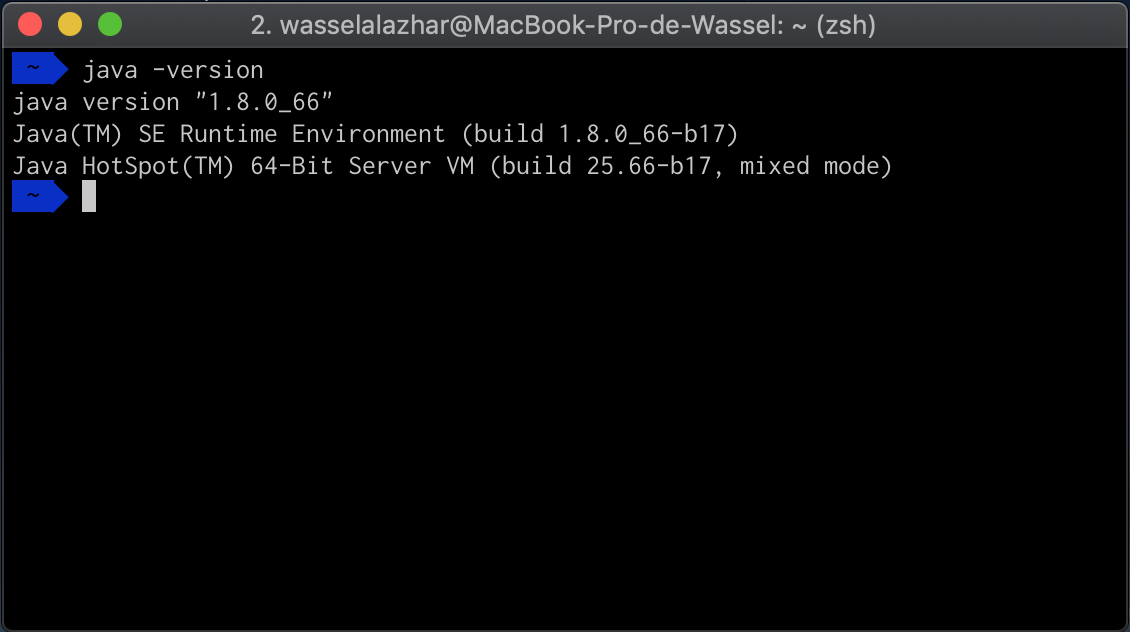 2. wasselalazhar@MacBook-Pro-de-Wassel: ~ (zsh)
~ java -version
java version "1.8.0_66"
Java(TM) SE Runtime Environment (build 1.8.0_66-b17)
Java HotSpot(TM) 64-Bit Server VM (build 25.66-b17, mixed mode)
~